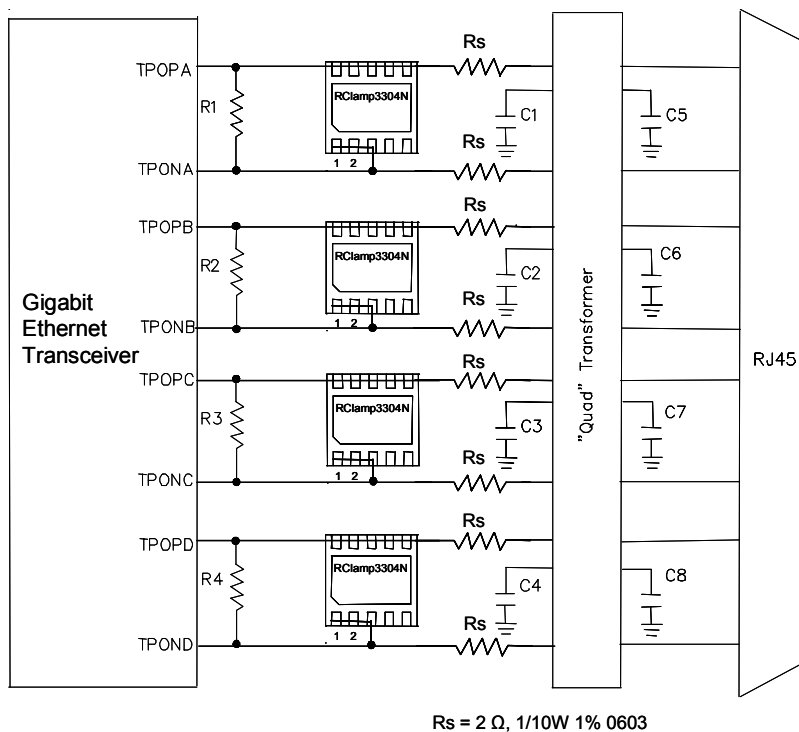 TPOPA
Rs
RClamp3304N
R1
C1
C5
1 2
Rs
TPONA
TPOPB
Rs
RClamp3304N
R2
C2
C6
1 2
Rs
TPONB
Gigabit
Ethernet
Transceiver
"Quad" Transformer
RJ45
TPOPC
Rs
RClamp3304N
R3
C3
C7
1 2
Rs
TPONC
TPOPD
Rs
RClamp3304N
R4
C4
C8
1 2
Rs
TPOND
Rs = 2 Ω, 1/10W 1% 0603